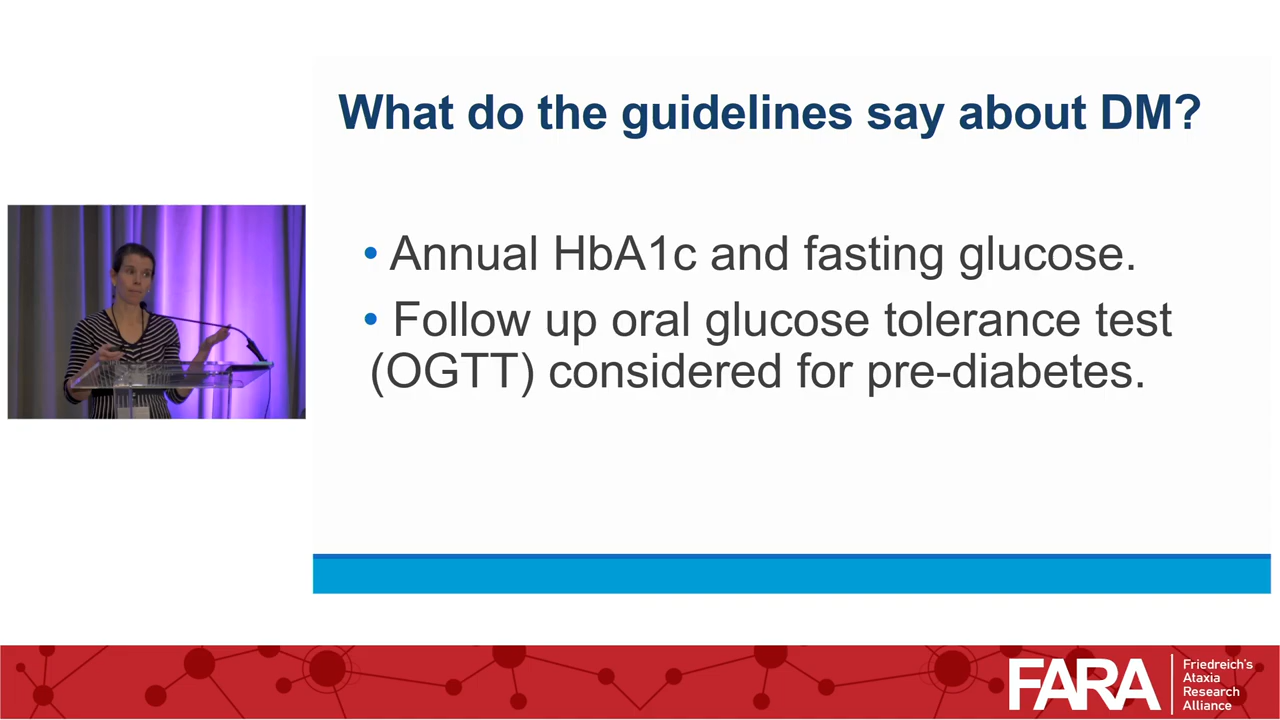 What do the guidelines say about DM?
• Annual HbA1c and fasting glucose.
• Follow up oral glucose tolerance test
(OGTT) considered for pre-diabetes.
FARA
Friedreich's
Ataxia
Research
Alliance